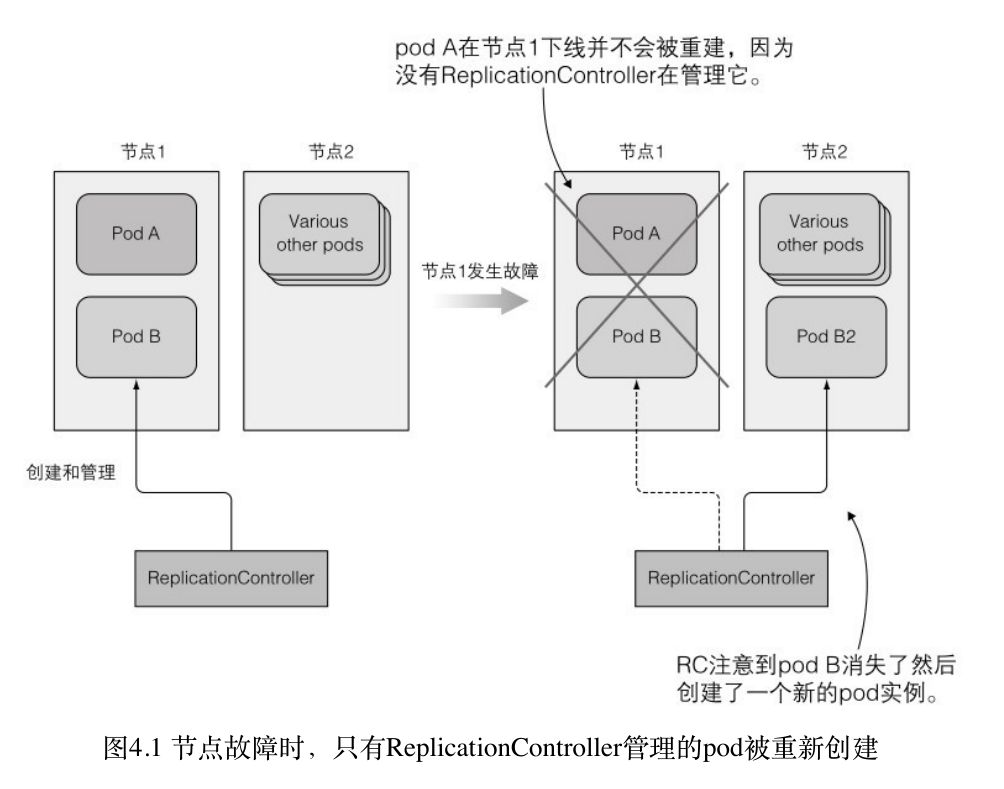 pod A在节点1下线并不会被重建，因为
没有ReplicationController在管理它。
节点1
节点2
Pod A
Various
other pods
Pod B
创建和管理
ReplicationController
节点1发生故障
节点1
节点2
Pod A
Various
other pods
Pod B
Pod B2
ReplicationController
RC注意到pod B消失了然后
创建了一个新的pod实例。
图4.1 节点故障时，只有ReplicationController管理的pod被重新创建